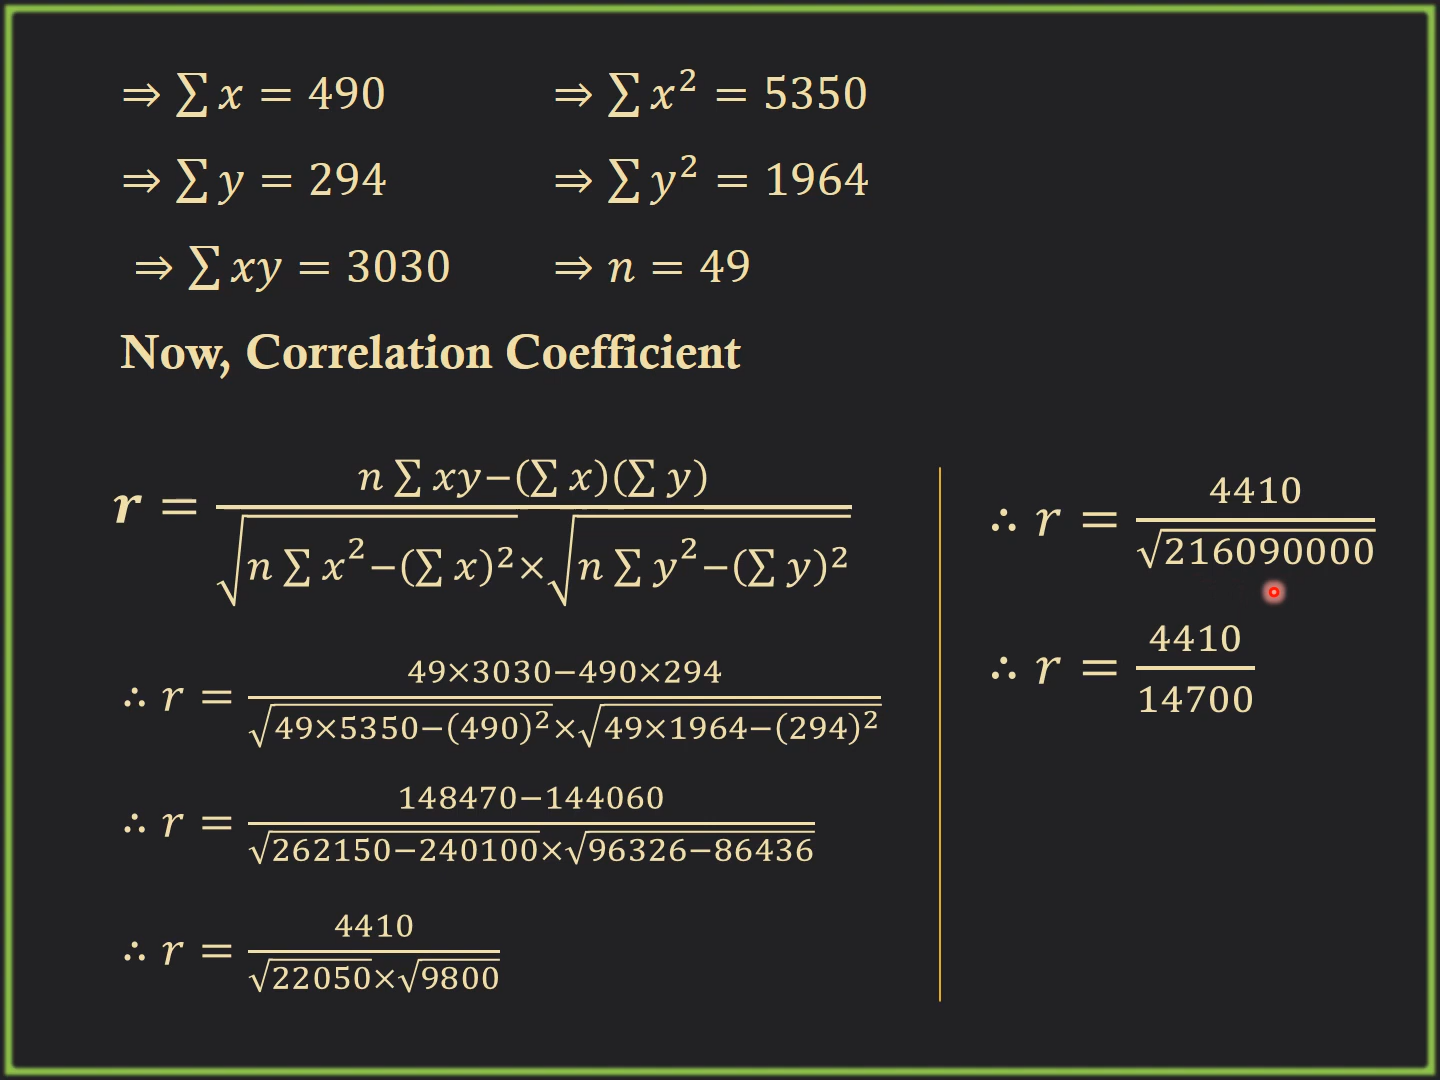 ⇒ ∑ x = 490
⇒ ∑ x² = 5350
⇒ ∑ y = 294
⇒ ∑ y² = 1964
⇒ ∑ xy = 3030
⇒ n = 49
Now, Correlation Coefficient
r = n ∑ xy−(∑ x)(∑ y) / √(n ∑ x²−(∑ x)²)×√(n ∑ y²−(∑ y)²)
∴ r = 49×3030−490×294 / √(49×5350−(490)²)×√(49×1964−(294)²)
∴ r = 148470−144060 / √(262150−240100)×√(96326−86436)
∴ r = 4410 / √22050×√9800
∴ r = 4410 / √216090000
∴ r = 4410 / 14700